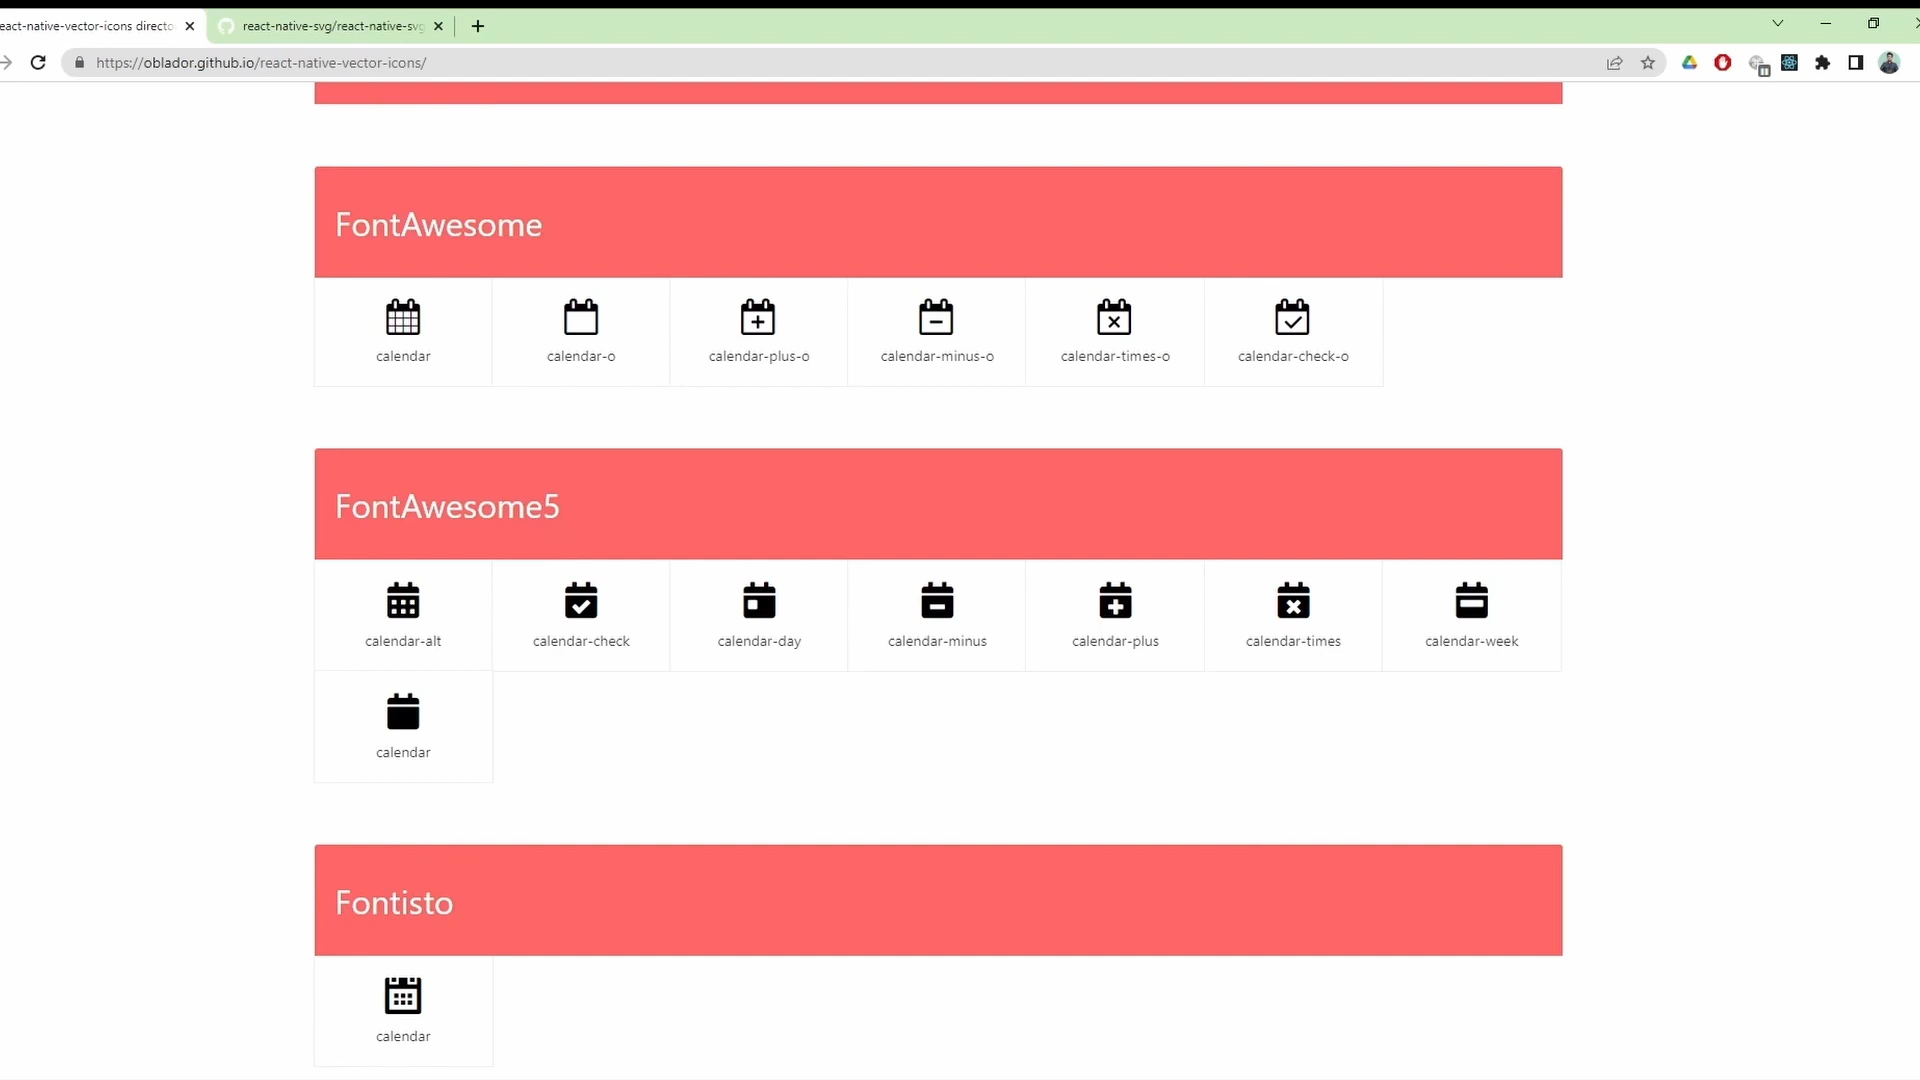 eact-native-vector-icons directo
react-native-svg/react-native-svg
https://oblador.github.io/react-native-vector-icons/
FontAwesome
calendar calendar-o calendar-plus-o calendar-minus-o calendar-times-o calendar-check-o
FontAwesome5
calendar-alt calendar-check calendar-day calendar-minus calendar-plus calendar-times calendar-week
calendar
Fontisto
calendar